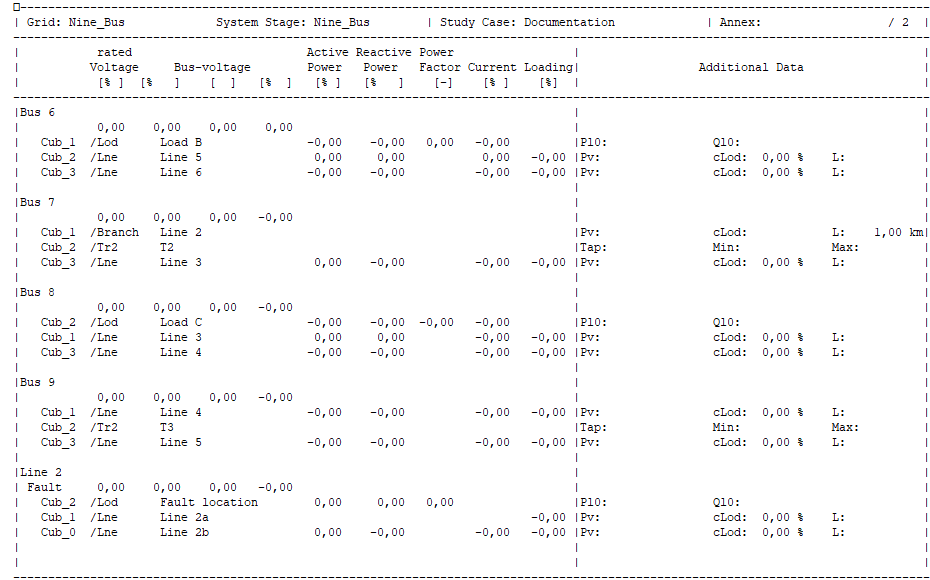 | Grid: Nine_Bus             System Stage: Nine_Bus        | Study Case: Documentation             | Annex:                  / 2  |
|           rated                         Active Reactive Power                 |                                                 |
|          Voltage     Bus-voltage        Power   Power   Factor Current Loading|                 Additional Data                 |
|           [% ]  [%   ]    [  ]   [%  ]   [% ]  [%   ]    [-]    [% ]    [%]  |                                                 |
|Bus 6                                                                          |                                                 |
|           0,00    0,00    0,00    0,00                                        |                                                 |
|   Cub_1  /Lod      Load B               -0,00    -0,00   0,00   -0,00         |Pl0:               Ql0:                          |
|   Cub_2  /Lne      Line 5                0,00     0,00           0,00   -0,00 |Pv:                cLod:  0,00 %    L:           |
|   Cub_3  /Lne      Line 6               -0,00    -0,00          -0,00   -0,00 |Pv:                cLod:  0,00 %    L:           |
|Bus 7                                                                          |                                                 |
|           0,00    0,00    0,00   -0,00                                        |                                                 |
|   Cub_1  /Branch   Line 2                                                     |Pv:                cLod:            L:    1,00 km|
|   Cub_2  /Tr2      T2                                                         |Tap:               Min:             Max:         |
|   Cub_3  /Lne      Line 3                0,00    -0,00          -0,00   -0,00 |Pv:                cLod:  0,00 %    L:           |
|Bus 8                                                                          |                                                 |
|           0,00    0,00    0,00   -0,00                                        |                                                 |
|   Cub_2  /Lod      Load C               -0,00    -0,00  -0,00   -0,00         |Pl0:               Ql0:                          |
|   Cub_1  /Lne      Line 3                0,00     0,00          -0,00   -0,00 |Pv:                cLod:  0,00 %    L:           |
|   Cub_3  /Lne      Line 4               -0,00    -0,00          -0,00   -0,00 |Pv:                cLod:  0,00 %    L:           |
|Bus 9                                                                          |                                                 |
|           0,00    0,00    0,00   -0,00                                        |                                                 |
|   Cub_1  /Lne      Line 4               -0,00    -0,00          -0,00   -0,00 |Pv:                cLod:  0,00 %    L:           |
|   Cub_2  /Tr2      T3                                                         |Tap:               Min:             Max:         |
|   Cub_3  /Lne      Line 5               -0,00    -0,00          -0,00   -0,00 |Pv:                cLod:  0,00 %    L:           |
|Line 2                                                                         |                                                 |
| Fault     0,00    0,00    0,00   -0,00                                        |                                                 |
|   Cub_2  /Lod      Fault location        0,00     0,00   0,00                 |Pl0:               Ql0:                          |
|   Cub_1  /Lne      Line 2a                                              -0,00 |Pv:                cLod:  0,00 %    L:           |
|   Cub_0  /Lne      Line 2b               0,00    -0,00          -0,00   -0,00 |Pv:                cLod:  0,00 %    L:           |